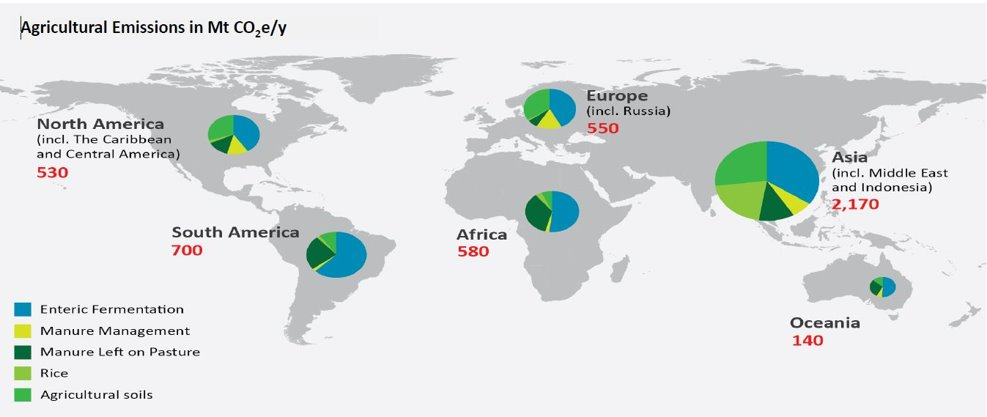 Agricultural Emissions in Mt CO₂e/y
North America
(incl. The Caribbean
and Central America)
530
Europe
(incl. Russia)
550
Asia
(incl. Middle East
and Indonesia)
2,170
South America
700
Africa
580
Oceania
140
Enteric Fermentation
Manure Management
Manure Left on Pasture
Rice
Agricultural soils